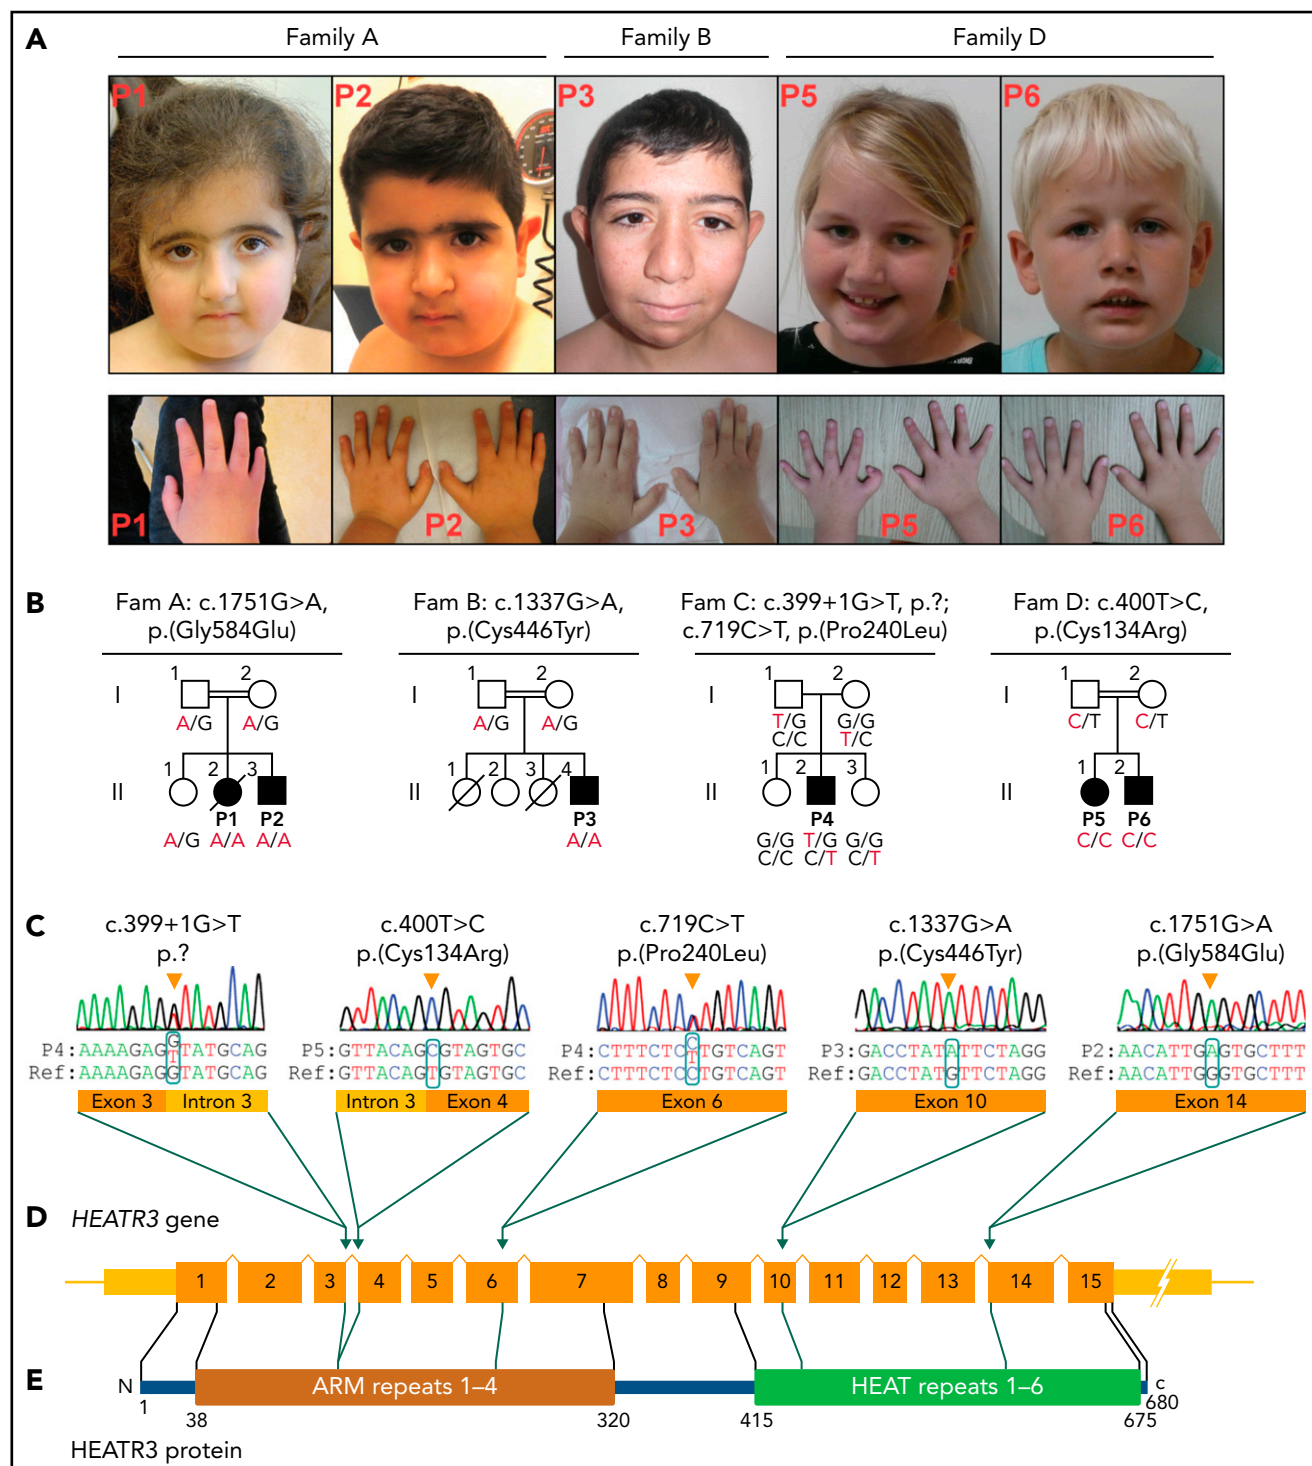 A
Family A Family B Family D
P1 P2 P3 P5 P6
P1 P2 P3 P5 P6
B
Fam A: c.1751G>A,
p.(Gly584Glu)
Fam B: c.1337G>A,
p.(Cys446Tyr)
Fam C: c.399+1G>T, p.?;
c.719C>T, p.(Pro240Leu)
Fam D: c.400T>C,
p.(Cys134Arg)
I 1 2
A/G A/G
II 1 2 3
P1 P2
A/G A/A A/A
I 1 2
A/G A/G
II 1 2 3 4
P3
A/A
I 1 2
T/G G/G
C/C T/C
II 1 2 3
P4
G/G T/G G/G
C/C C/T C/T
I 1 2
C/T C/T
II 1 2
P5 P6
C/C C/C
C
c.399+1G>T
p.?
P4: AAAAGAG G T TATGCAG
Ref: AAAAGAGGTATGCAG
Exon 3 Intron 3
c.400T>C
p.(Cys134Arg)
P5: GTTACAGCGTAGTGC
Ref: GTTACAGTGTAGTGC
Intron 3 Exon 4
c.719C>T
p.(Pro240Leu)
P4: CTTTCTC C T TGTCAGT
Ref: CTTTCTCCTGTCAGT
Exon 6
c.1337G>A
p.(Cys446Tyr)
P3: GACCTATATTCTAGG
Ref: GACCTATGTTCTAGG
Exon 10
c.1751G>A
p.(Gly584Glu)
P2: AACATTGAGTGCTTT
Ref: AACATTGGGTGCTTT
Exon 14
D HEATR3 gene
1 2 3 4 5 6 7 8 9 10 11 12 13 14 15
E N ARM repeats 1–4 HEAT repeats 1–6 c
1 38 320 415 675 680
HEATR3 protein